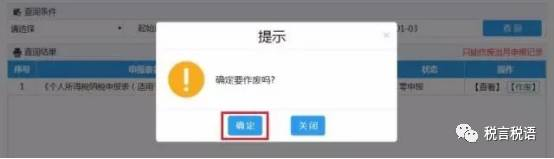 查询条件
请选择
起始
01-03
查询
提示
×
查询结果
只能作废当月申报记录
序号
申报表
状态
操作
确定要作废吗?
1
《个人所得税纳税申报表(适用
零申报
【查看】【作废】
确定
关闭
税言税语